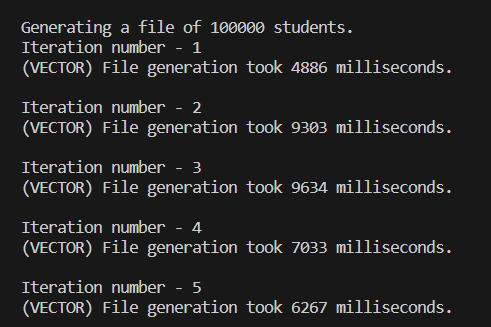 Generating a file of 100000 students.
Iteration number - 1
(VECTOR) File generation took 4886 milliseconds.
Iteration number - 2
(VECTOR) File generation took 9303 milliseconds.
Iteration number - 3
(VECTOR) File generation took 9634 milliseconds.
Iteration number - 4
(VECTOR) File generation took 7033 milliseconds.
Iteration number - 5
(VECTOR) File generation took 6267 milliseconds.